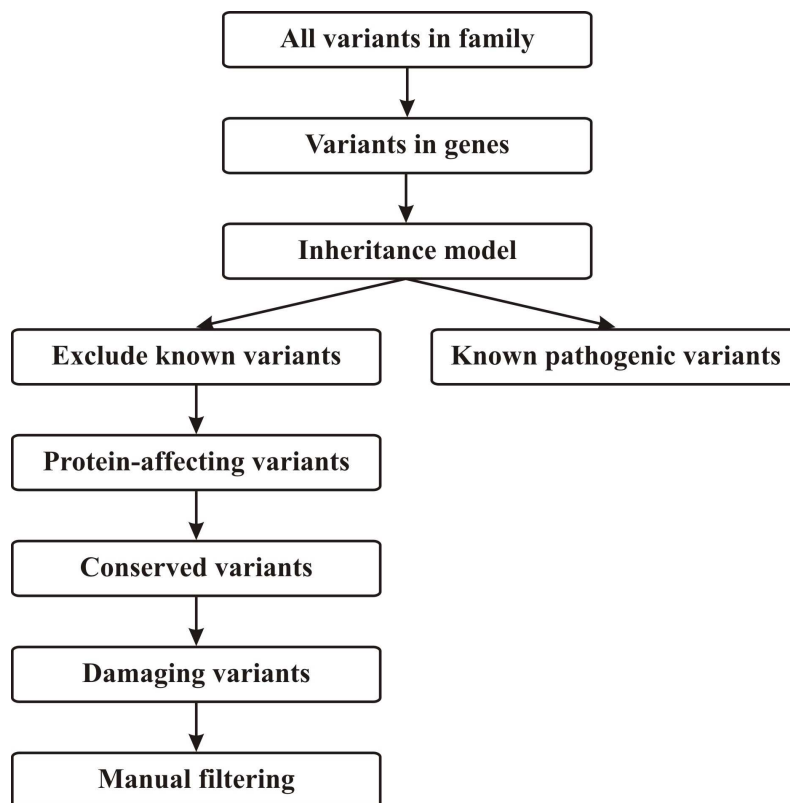 All variants in family
Variants in genes
Inheritance model
Exclude known variants
Known pathogenic variants
Protein-affecting variants
Conserved variants
Damaging variants
Manual filtering